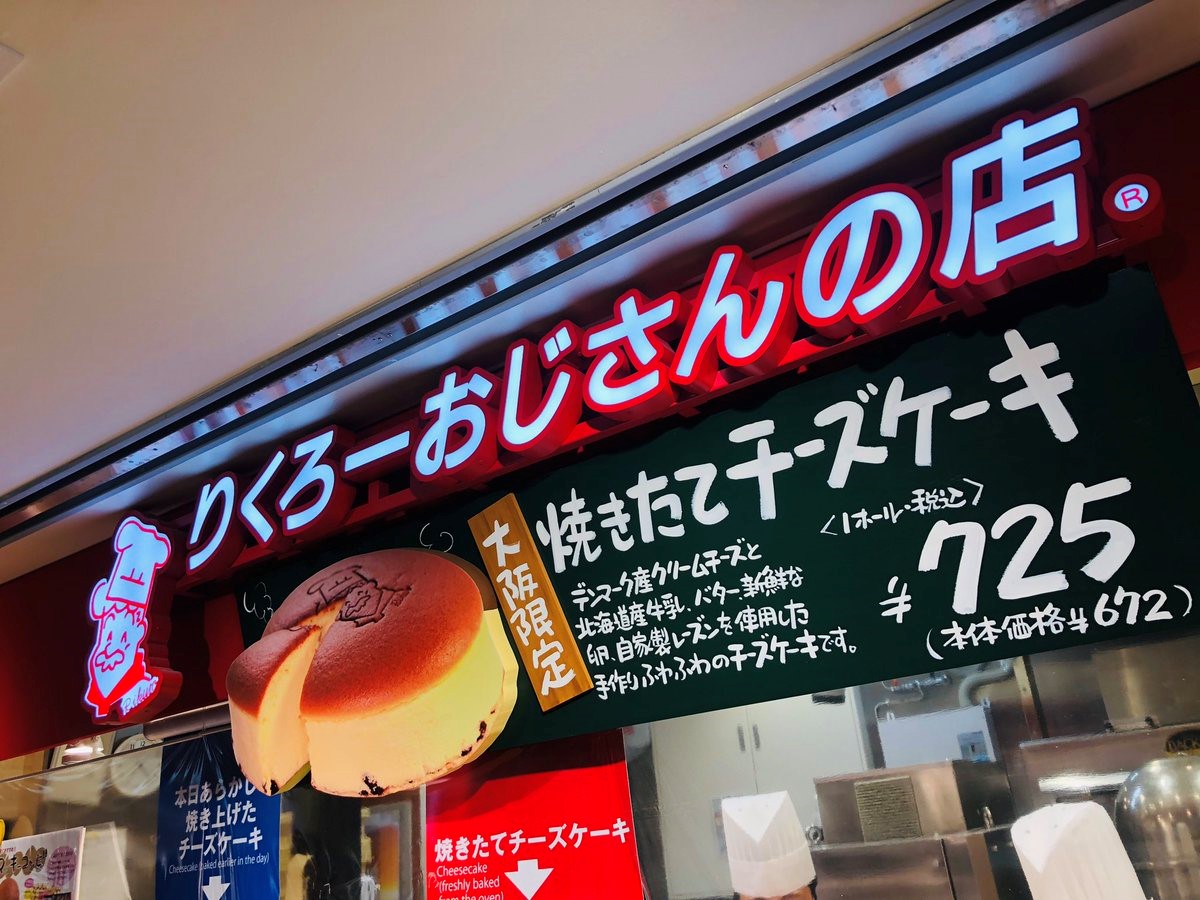 りくろーおじさんの店
®
Rikuro
大阪限定
焼きたてチーズケーキ
<1ホール・税込>
¥725
(本体価格¥672)
デンマーク産クリームチーズと
北海道産牛乳、バター、新鮮な
卵、自家製レーズンを使用した
手作りふわふわのチーズケーキです。
本日あらかじ
焼き上げた
チーズケーキ
Cheesecake (baked earlier in the day)
焼きたてチーズケーキ
Cheesecake
(freshly baked
from the oven)